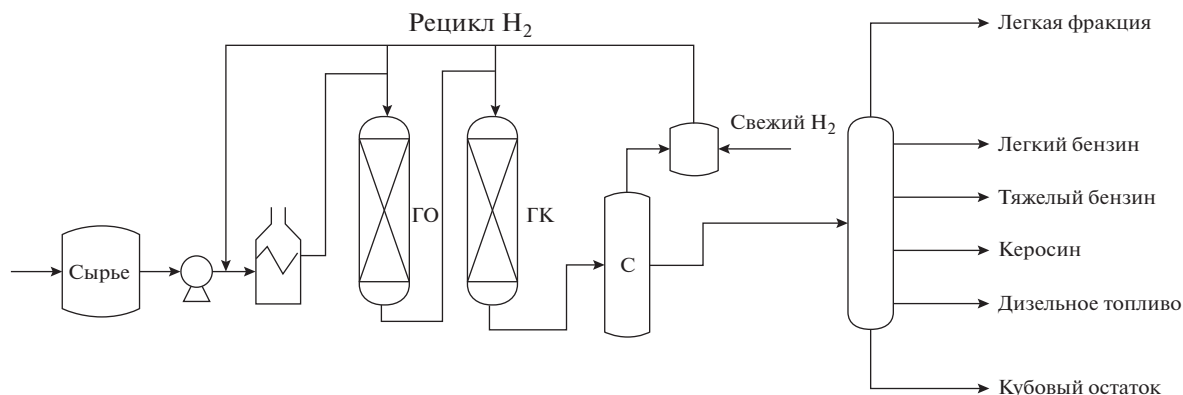 Рецикл H₂
Легкая фракция
Свежий H₂
Легкий бензин
Тяжелый бензин
ГО
ГК
Керосин
Сырье
С
Дизельное топливо
Кубовый остаток